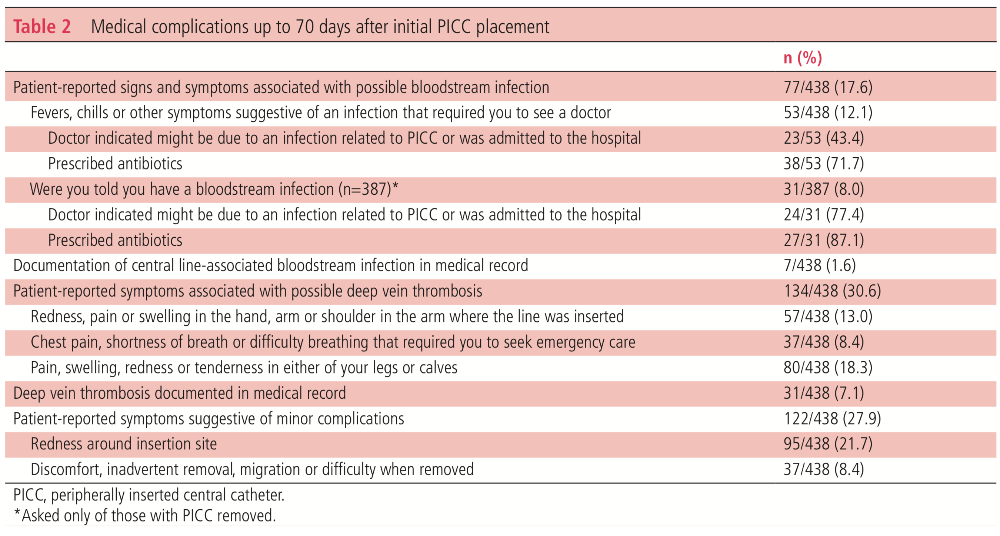 Table 2 Medical complications up to 70 days after initial PICC placement
n (%)
Patient-reported signs and symptoms associated with possible bloodstream infection 77/438 (17.6)
Fevers, chills or other symptoms suggestive of an infection that required you to see a doctor 53/438 (12.1)
Doctor indicated might be due to an infection related to PICC or was admitted to the hospital 23/53 (43.4)
Prescribed antibiotics 38/53 (71.7)
Were you told you have a bloodstream infection (n=387)* 31/387 (8.0)
Doctor indicated might be due to an infection related to PICC or was admitted to the hospital 24/31 (77.4)
Prescribed antibiotics 27/31 (87.1)
Documentation of central line-associated bloodstream infection in medical record 7/438 (1.6)
Patient-reported symptoms associated with possible deep vein thrombosis 134/438 (30.6)
Redness, pain or swelling in the hand, arm or shoulder in the arm where the line was inserted 57/438 (13.0)
Chest pain, shortness of breath or difficulty breathing that required you to seek emergency care 37/438 (8.4)
Pain, swelling, redness or tenderness in either of your legs or calves 80/438 (18.3)
Deep vein thrombosis documented in medical record 31/438 (7.1)
Patient-reported symptoms suggestive of minor complications 122/438 (27.9)
Redness around insertion site 95/438 (21.7)
Discomfort, inadvertent removal, migration or difficulty when removed 37/438 (8.4)
PICC, peripherally inserted central catheter.
*Asked only of those with PICC removed.